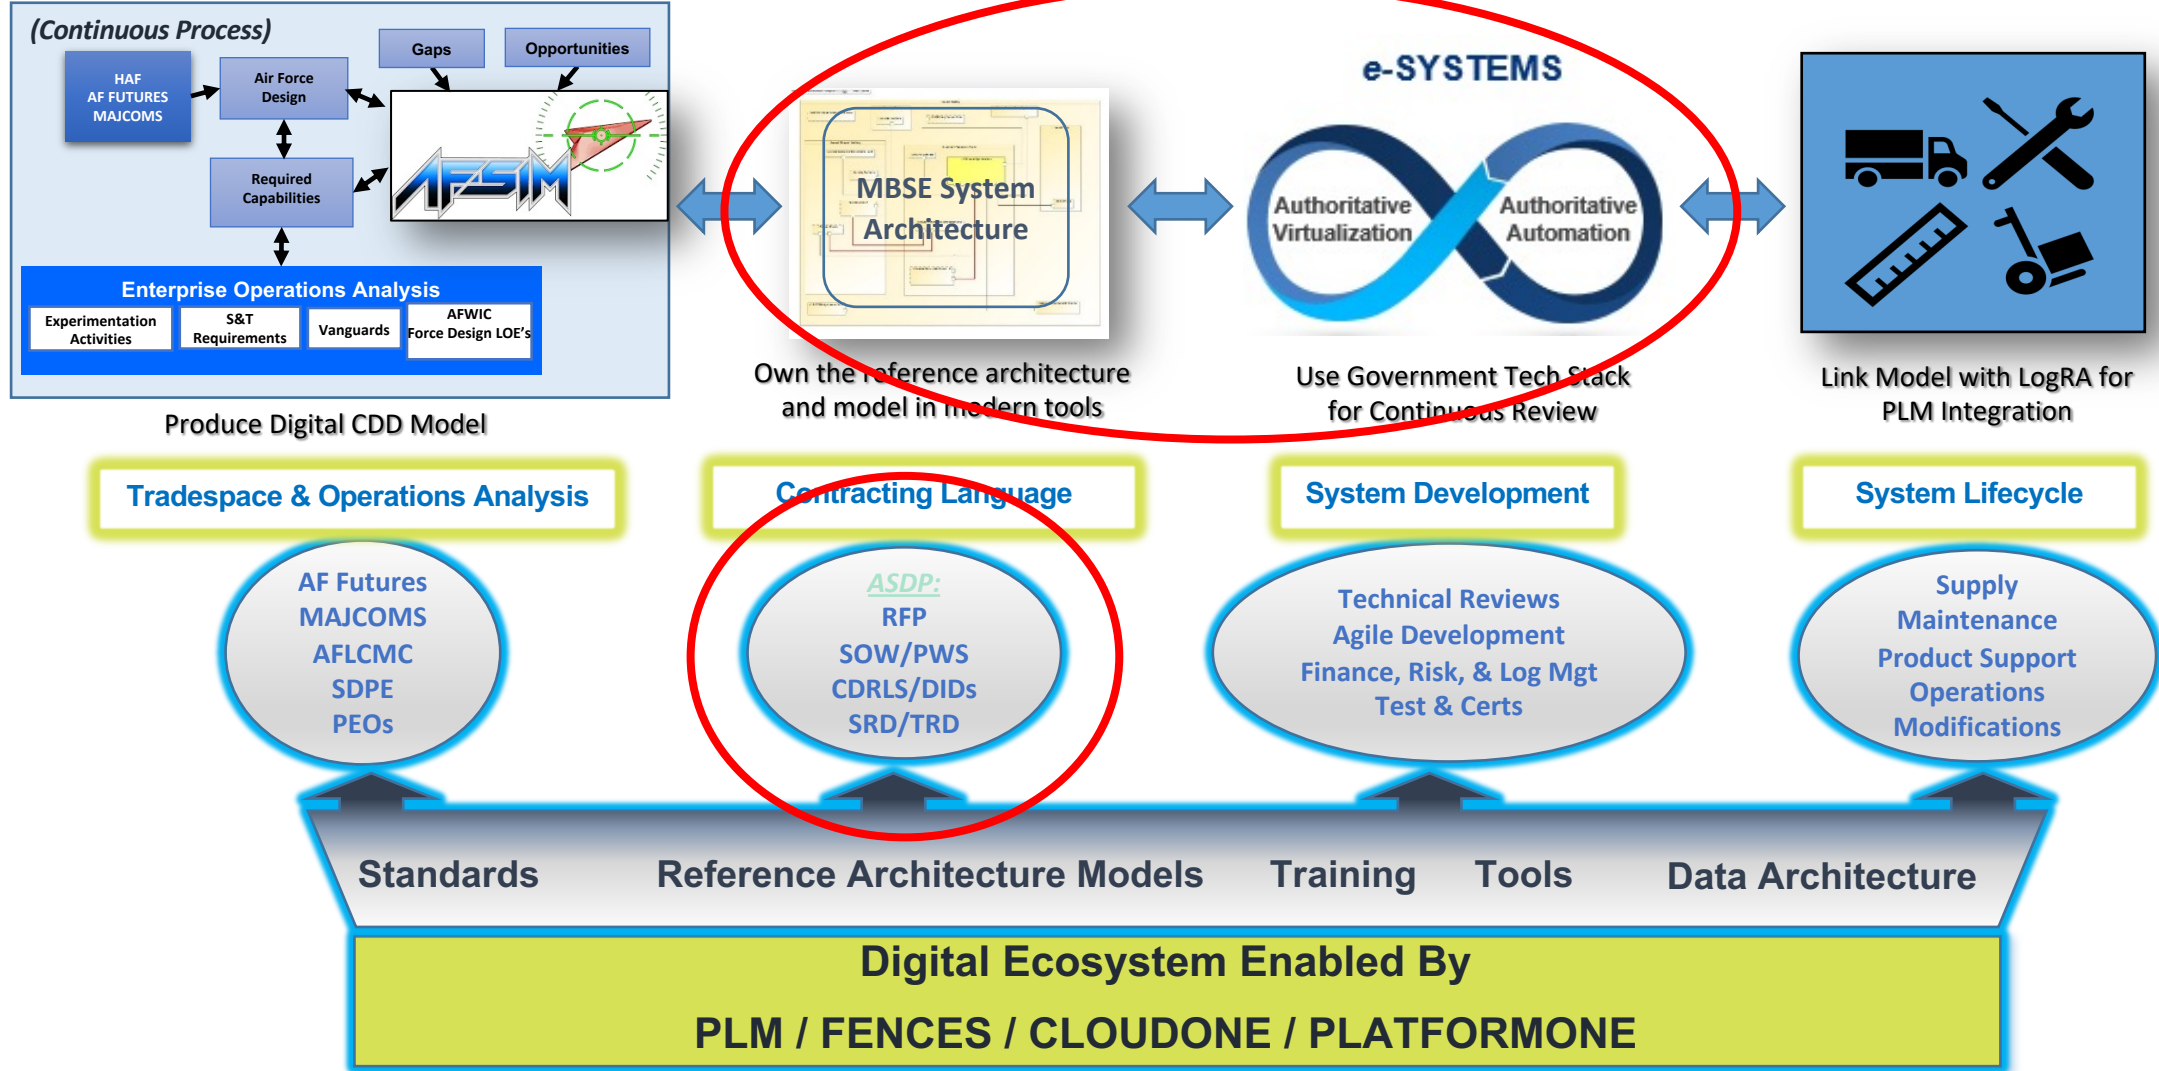 (Continuous Process)
HAF
AF FUTURES
MAJCOMS
Air Force
Design
Gaps
Opportunities
Required
Capabilities
AFSIM
Enterprise Operations Analysis
Experimentation
Activities
S&T
Requirements
Vanguards
AFWIC
Force Design LOE's
Produce Digital CDD Model
MBSE System
Architecture
Own the reference architecture
and model in modern tools
e-SYSTEMS
Authoritative
Virtualization
Authoritative
Automation
Use Government Tech Stack
for Continuous Review
Link Model with LogRA for
PLM Integration
Tradespace & Operations Analysis
Contracting Language
System Development
System Lifecycle
AF Futures
MAJCOMS
AFLCMC
SDPE
PEOs
ASDP:
RFP
SOW/PWS
CDRLS/DIDs
SRD/TRD
Technical Reviews
Agile Development
Finance, Risk, & Log Mgt
Test & Certs
Supply
Maintenance
Product Support
Operations
Modifications
Standards
Reference Architecture Models
Training
Tools
Data Architecture
Digital Ecosystem Enabled By
PLM / FENCES / CLOUDONE / PLATFORMONE